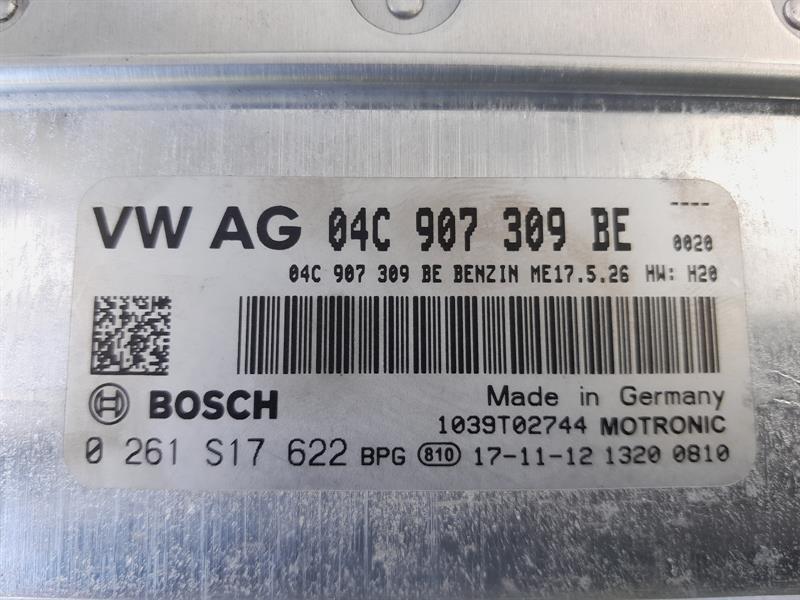 ----
VW AG 04C 907 309 BE 0020
04C 907 309 BE BENZIN ME17.5.26 HW: H20
BOSCH
Made in Germany
1039T02744 MOTRONIC
0 261 S17 622 BPG 810 17-11-12 1320 0810